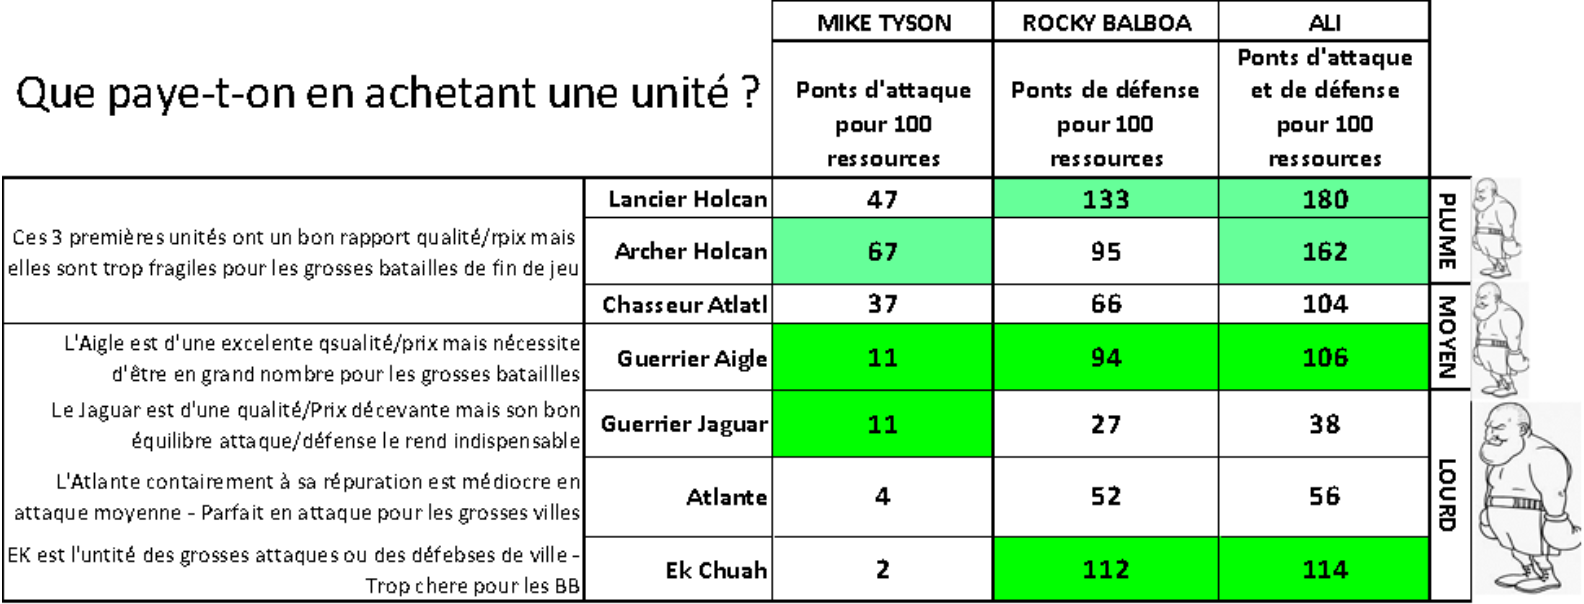 MIKE TYSON ROCKY BALBOA ALI
Que paye-t-on en achetant une unité ?
Ponts d'attaque
pour 100
ressources
Ponts de défense
pour 100
ressources
Ponts d'attaque
et de défense
pour 100
ressources
Ces 3 premières unités ont un bon rapport qualité/rpix mais
elles sont trop fragiles pour les grosses batailles de fin de jeu
Lancier Holcan 47 133 180
Archer Holcan 67 95 162
PLUME
Chasseur Atlatl 37 66 104
L'Aigle est d'une excelente qsualité/prix mais nécessite
d'être en grand nombre pour les grosses bataillles
Guerrier Aigle 11 94 106
MOYEN
Le Jaguar est d'une qualité/Prix décevante mais son bon
équilibre attaque/défense le rend indispensable
Guerrier Jaguar 11 27 38
L'Atlante contairement à sa répuration est médiocre en
attaque moyenne - Parfait en attaque pour les grosses villes
Atlante 4 52 56
EK est l'untité des grosses attaques ou des défebses de ville -
Trop chere pour les BB
Ek Chuah 2 112 114
LOURD